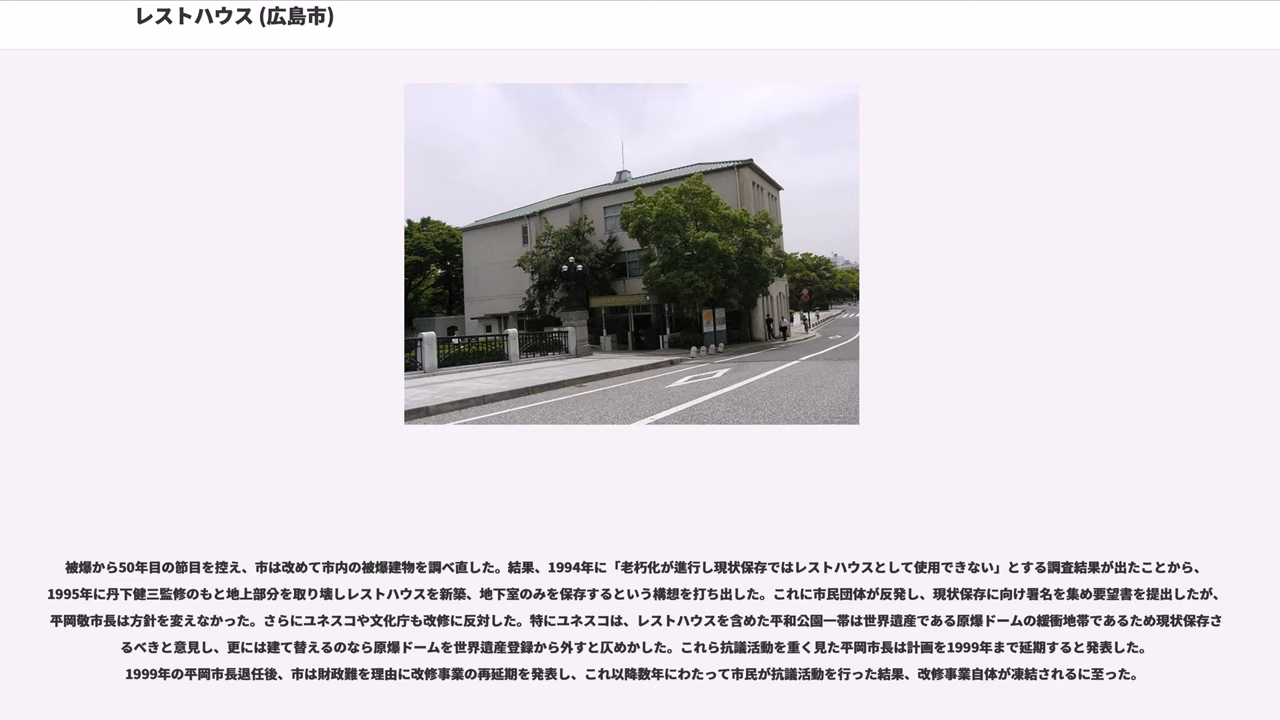 レストハウス (広島市)
被爆から50年目の節目を控え、市は改めて市内の被爆建物を調べ直した。結果、1994年に「老朽化が進行し現状保存ではレストハウスとして使用できない」とする調査結果が出たことから、
1995年に丹下健三監修のもと地上部分を取り壊しレストハウスを新築、地下室のみを保存するという構想を打ち出した。これに市民団体が反発し、現状保存に向け署名を集め要望書を提出したが、
平岡敬市長は方針を変えなかった。さらにユネスコや文化庁も改修に反対した。特にユネスコは、レストハウスを含めた平和公園一帯は世界遺産である原爆ドームの緩衝地帯であるため現状保存さ
るべきと意見し、更には建て替えるのなら原爆ドームを世界遺産登録から外すと仄めかした。これら抗議活動を重く見た平岡市長は計画を1999年まで延期すると発表した。
1999年の平岡市長退任後、市は財政難を理由に改修事業の再延期を発表し、これ以降数年にわたって市民が抗議活動を行った結果、改修事業自体が凍結されるに至った。